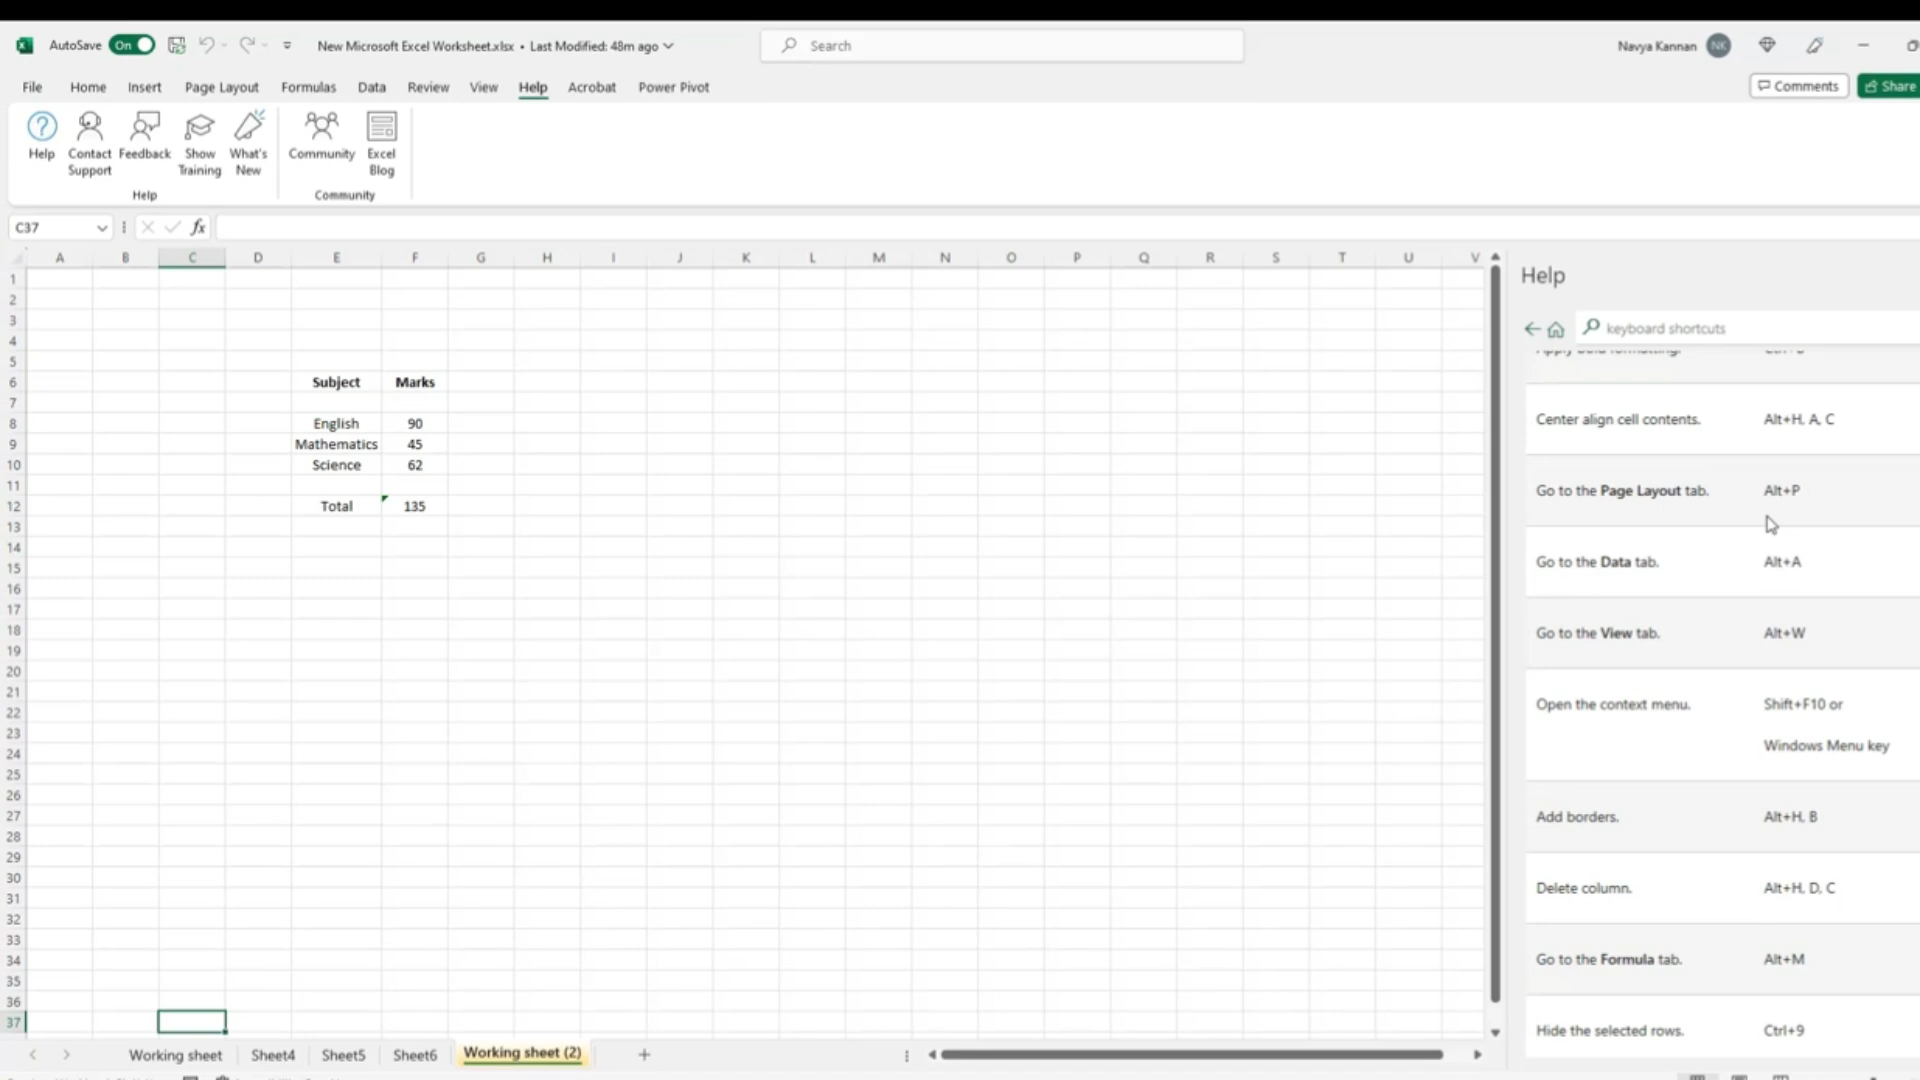 AutoSave On New Microsoft Excel Worksheet.xlsx • Last Modified: 48m ago Search Navya Kannan NK
File Home Insert Page Layout Formulas Data Review View Help Acrobat Power Pivot Comments Share
Help Contact Support Feedback Show Training What's New Community Excel Blog
Help Community
C37 fx
A B C D E F G H I J K L M N O P Q R S T U V
Help
keyboard shortcuts
1
2
3
4
5
6 Subject Marks
7
8 English 90
9 Mathematics 45
10 Science 62
11
12 Total 135
13
14
15
16
17
18
19
20
21
22
23
24
25
26
27
28
29
30
31
32
33
34
35
36
37
Center align cell contents. Alt+H, A, C
Go to the Page Layout tab. Alt+P
Go to the Data tab. Alt+A
Go to the View tab. Alt+W
Open the context menu. Shift+F10 or
Windows Menu key
Add borders. Alt+H, B
Delete column. Alt+H, D, C
Go to the Formula tab. Alt+M
Hide the selected rows. Ctrl+9
Working sheet Sheet4 Sheet5 Sheet6 Working sheet (2)